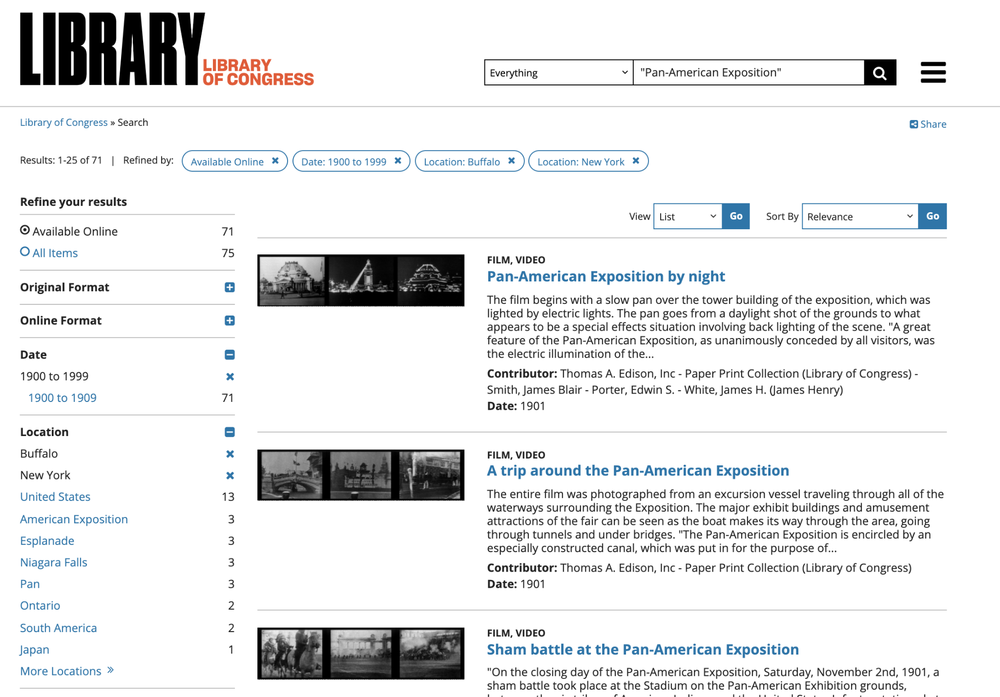 LIBRARY
LIBRARY
OF CONGRESS
Everything
"Pan-American Exposition"
Library of Congress » Search
Share
Results: 1-25 of 71 | Refined by:
Available Online
Date: 1900 to 1999
Location: Buffalo
Location: New York
Refine your results
Available Online 71
All Items 75
Original Format
Online Format
Date
1900 to 1999
1900 to 1909 71
Location
Buffalo
New York
United States 13
American Exposition 3
Esplanade 3
Niagara Falls 3
Pan 3
Ontario 2
South America 2
Japan 1
More Locations »
View List Go Sort By Relevance Go
FILM, VIDEO
Pan-American Exposition by night
The film begins with a slow pan over the tower building of the exposition, which was
lighted by electric lights. The pan goes from a daylight shot of the grounds to what
appears to be a special effects situation involving back lighting of the scene. "A great
feature of the Pan-American Exposition, as unanimously conceded by all visitors, was
the electric illumination of the...
Contributor: Thomas A. Edison, Inc - Paper Print Collection (Library of Congress) -
Smith, James Blair - Porter, Edwin S. - White, James H. (James Henry)
Date: 1901
FILM, VIDEO
A trip around the Pan-American Exposition
The entire film was photographed from an excursion vessel traveling through all of the
waterways surrounding the Exposition. The major exhibit buildings and amusement
attractions of the fair can be seen as the boat makes its way through the area, going
through tunnels and under bridges. "The Pan-American Exposition is encircled by an
especially constructed canal, which was put in for the purpose of...
Contributor: Thomas A. Edison, Inc - Paper Print Collection (Library of Congress)
Date: 1901
FILM, VIDEO
Sham battle at the Pan-American Exposition
"On the closing day of the Pan-American Exposition, Saturday, November 2nd, 1901, a
sham battle took place at the Stadium on the Pan-American Exhibition grounds,